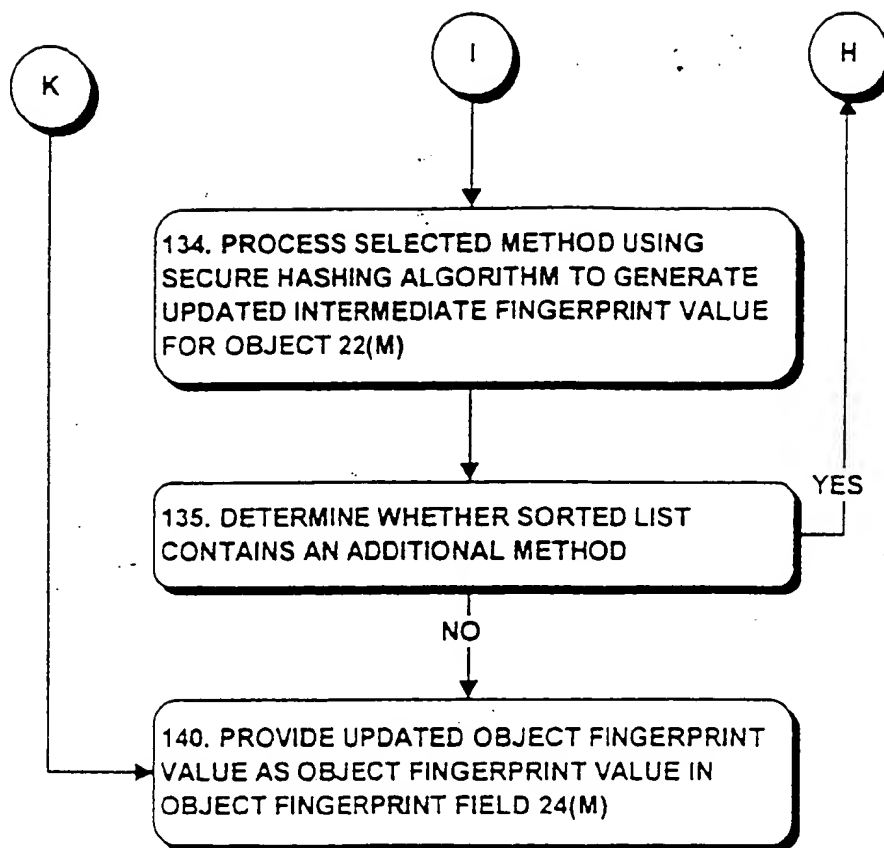 K
I
H
134. PROCESS SELECTED METHOD USING
SECURE HASHING ALGORITHM TO GENERATE
UPDATED INTERMEDIATE FINGERPRINT VALUE
FOR OBJECT 22(M)
YES
135. DETERMINE WHETHER SORTED LIST
CONTAINS AN ADDITIONAL METHOD
NO
140. PROVIDE UPDATED OBJECT FINGERPRINT
VALUE AS OBJECT FINGERPRINT VALUE IN
OBJECT FINGERPRINT FIELD 24(M)